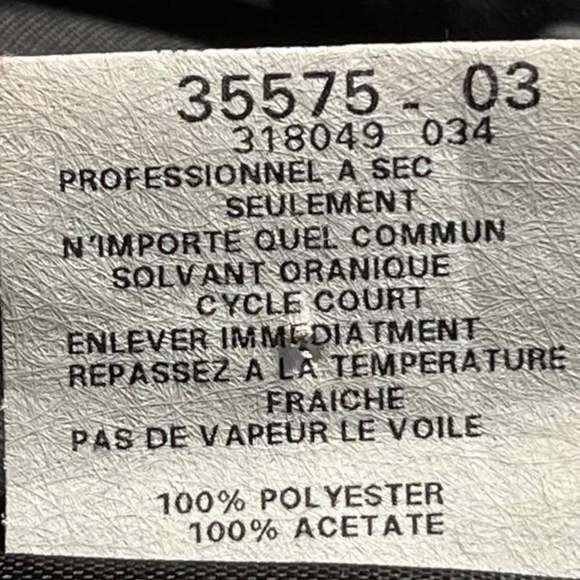 35575 - 03
318049 034
PROFESSIONNEL A SEC
SEULEMENT
N'IMPORTE QUEL COMMUN
SOLVANT ORANIQUE
CYCLE COURT
ENLEVER IMMEDIATMENT
REPASSEZ A LA TEMPERATURE
FRAICHE
PAS DE VAPEUR LE VOILE
100% POLYESTER
100% ACETATE